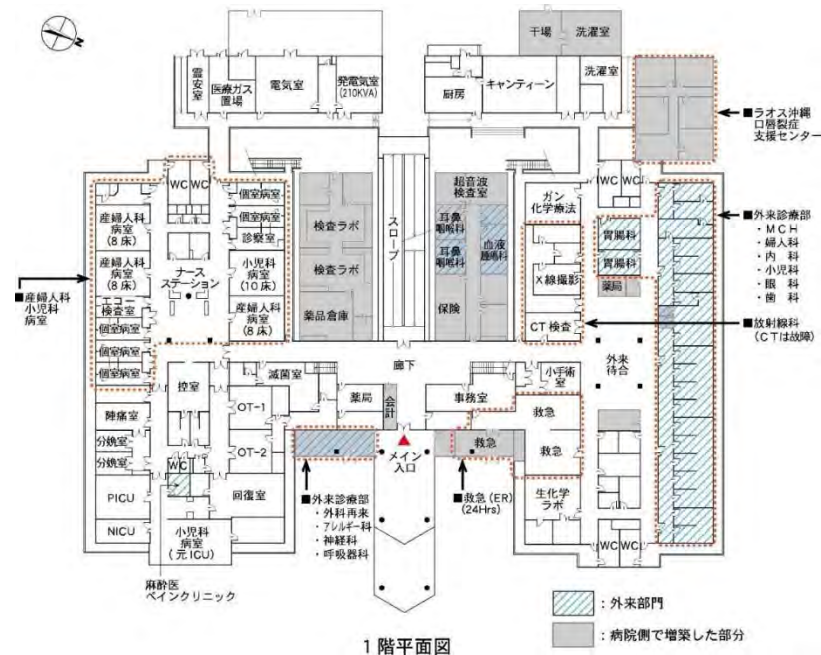 干場
洗濯室
霊安室
医療ガス
置場
電気室
発電気室
(210KVA)
厨房
キャンティーン
洗濯室
■ラオス沖縄
口唇裂症
支援センター
WC
WC
個室病室
個室病室
診察室
産婦人科
病室
(8床)
産婦人科
病室
(8床)
ナース
ステーション
小児科
病室
(10床)
エコー
検査室
個室病室
個室病室
個室病室
産婦人科
病室
(8床)
■産婦人科
小児科
病室
検査ラボ
検査ラボ
薬品倉庫
スロープ
超音波
検査室
耳鼻
咽喉科
耳鼻
咽喉科
血液
腫瘍科
保険
ガン
化学療法
X線撮影
CT検査
WC
WC
胃腸科
胃腸科
薬局
■外来診療部
・MCH
・婦人科
・内 科
・小児科
・眼 科
・歯 科
■放射線科
(CTは故障)
廊下
外来
待合
控室
滅菌室
薬局
会計
事務室
小手術
室
陣痛室
分娩室
分娩室
OT-1
OT-2
WC
PICU
NICU
回復室
小児科
病室
(元ICU)
メイン
入口
救急
救急
救急
生化学
ラボ
WC
WC
■外来診療部
・外科再来
・アレルギー科
・神経科
・呼吸器科
■救急(ER)
(24Hrs)
麻酔医
ペインクリニック
:外来部門
:病院側で増築した部分
1階平面図